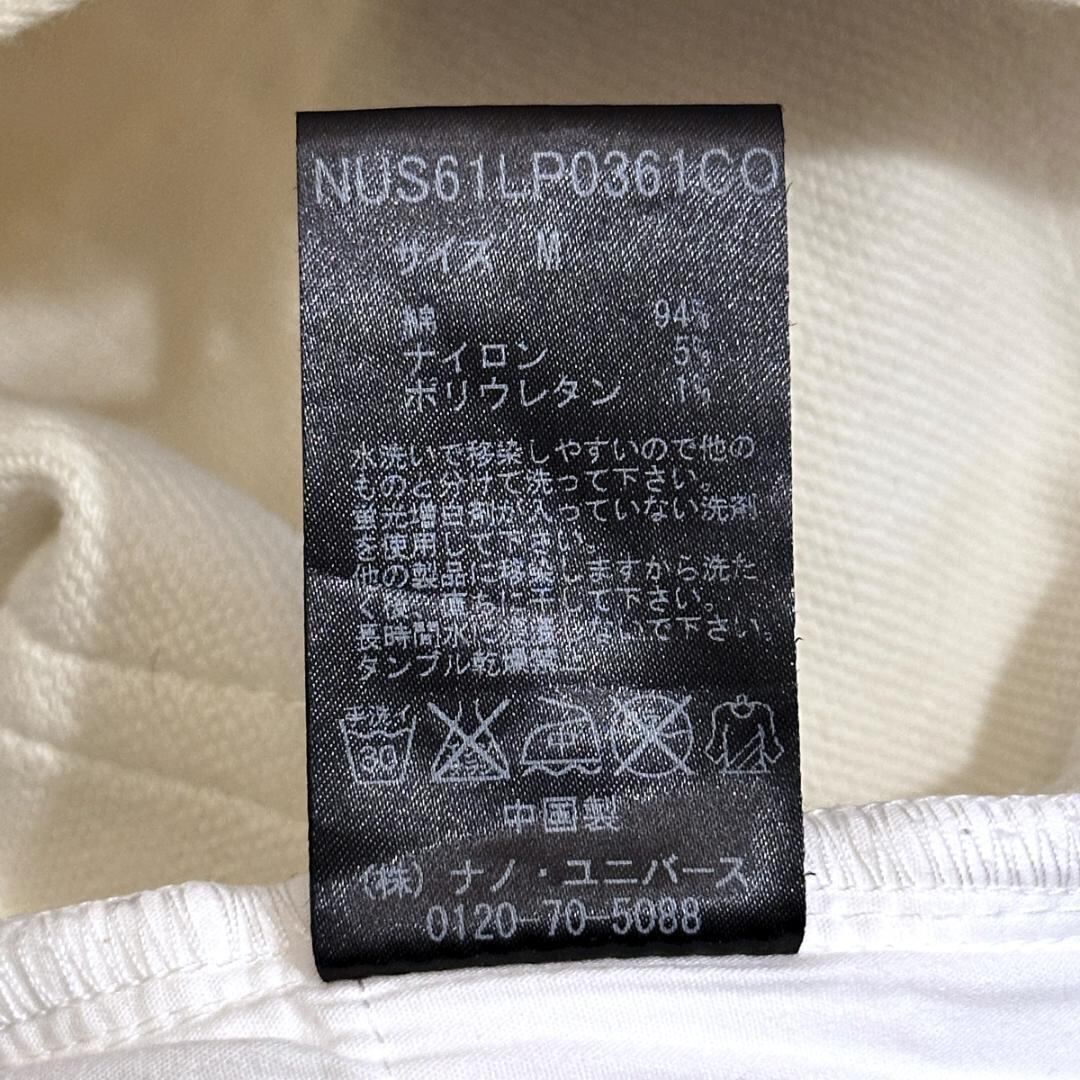 NUS61LP0361CO
サイズ M
綿 94%
ナイロン 5%
ポリウレタン 1%
水洗いで移染しやすいので他の
ものと分けて洗って下さい。
蛍光増白剤が入っていない洗剤
を使用して下さい。
他の製品に移染しますから洗た
く後は直ちに干して下さい。
長時間水に浸漬しないで下さい。
タンブル乾燥禁止
手洗イ
30
中
中国製
(株) ナノ・ユニバース
0120-70-5088